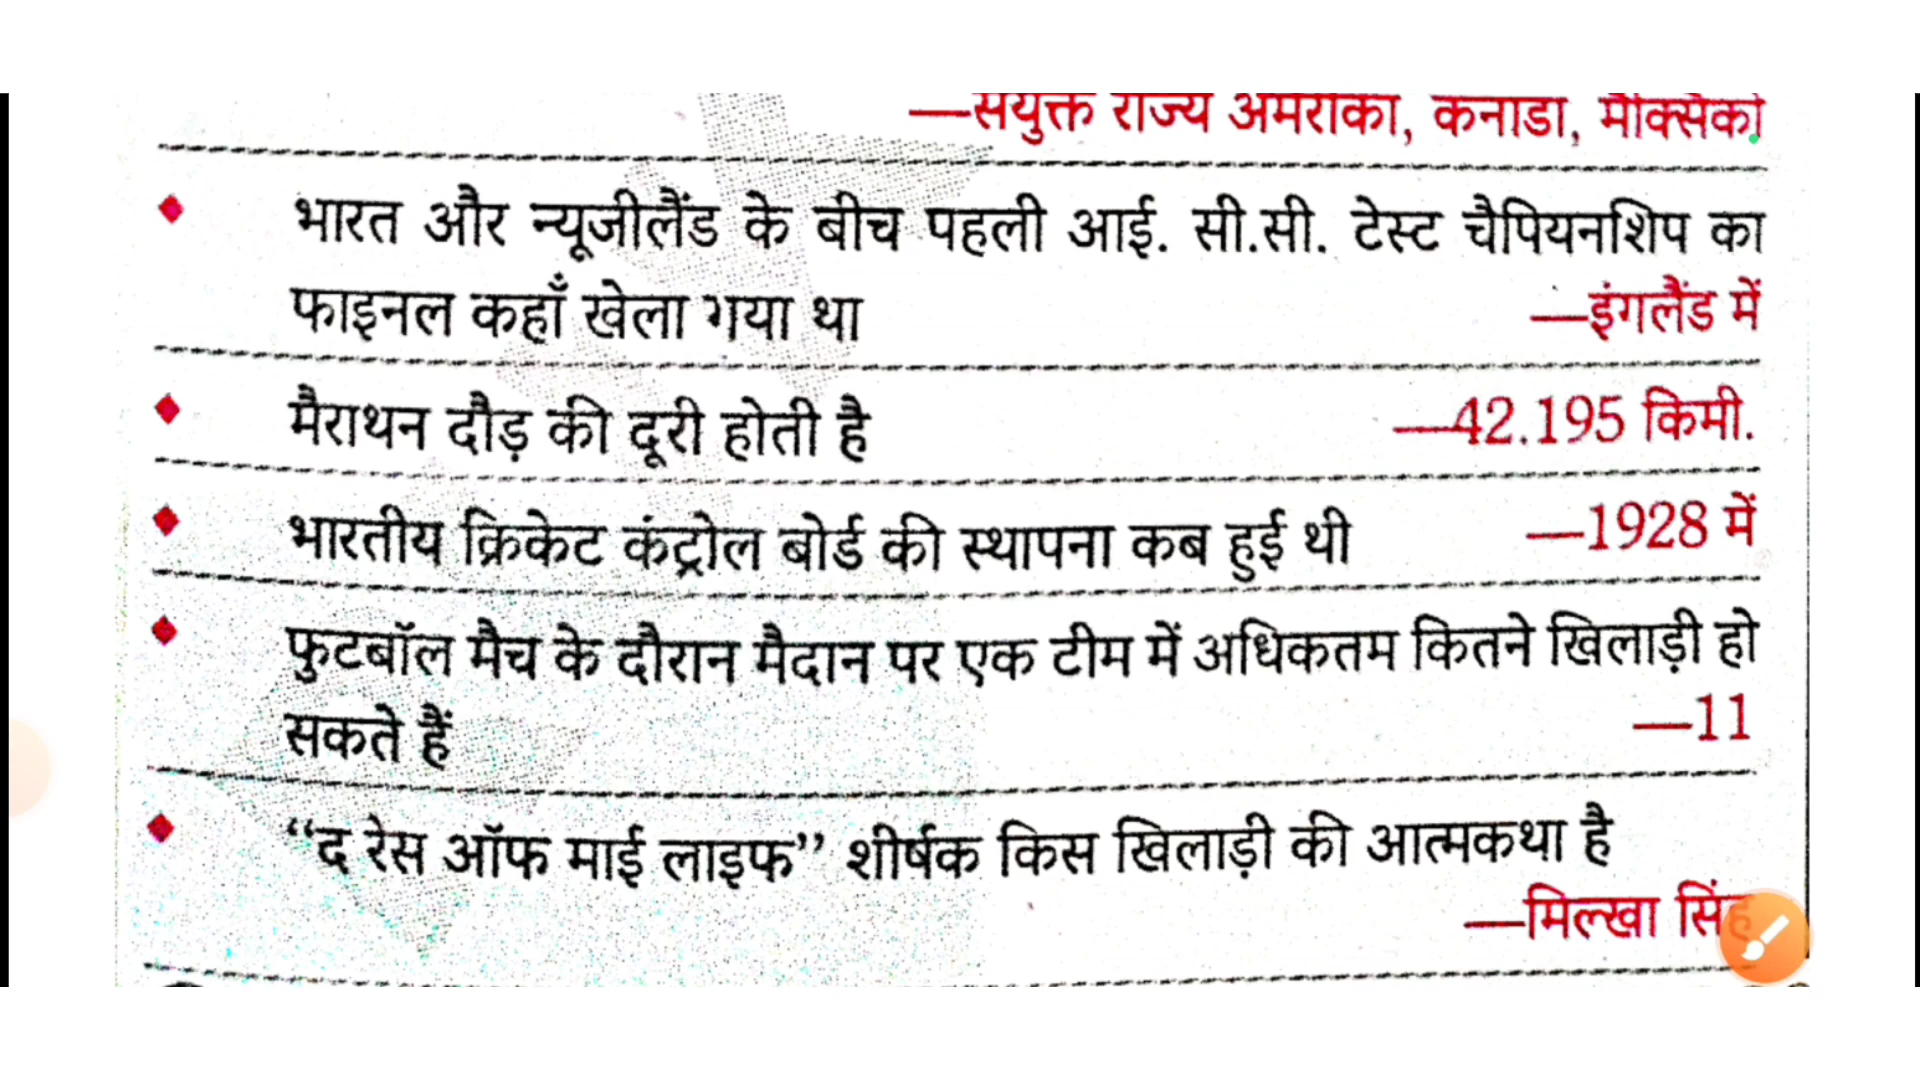 —संयुक्त राज्य अमरीका, कनाडा, मैक्सिको
भारत और न्यूजीलैंड के बीच पहली आई. सी.सी. टेस्ट चैपियनशिप का
फाइनल कहाँ खेला गया था —इंगलैंड में
मैराथन दौड़ की दूरी होती है —42.195 किमी.
भारतीय क्रिकेट कंट्रोल बोर्ड की स्थापना कब हुई थी —1928 में
फुटबॉल मैच के दौरान मैदान पर एक टीम में अधिकतम कितने खिलाड़ी हो
सकते हैं —11
“द रेस ऑफ माई लाइफ” शीर्षक किस खिलाड़ी की आत्मकथा है
—मिल्खा सिंह